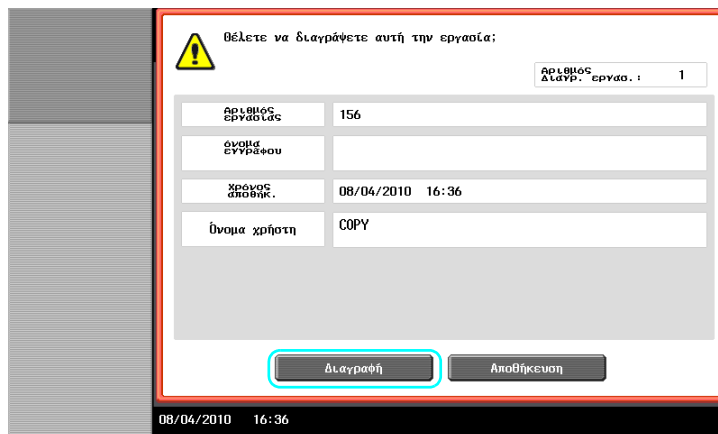 θέλετε να διαγράψετε αυτή την εργασία;
Αριθμός
Διαγρ. εργασ.: 1
Αριθμός
εργασίας
156
όνομα
εγγράφου
Χρόνος
αποθήκ.
08/04/2010 16:36
Όνομα χρήστη
COPY
Διαγραφή
Αποθήκευση
08/04/2010 16:36